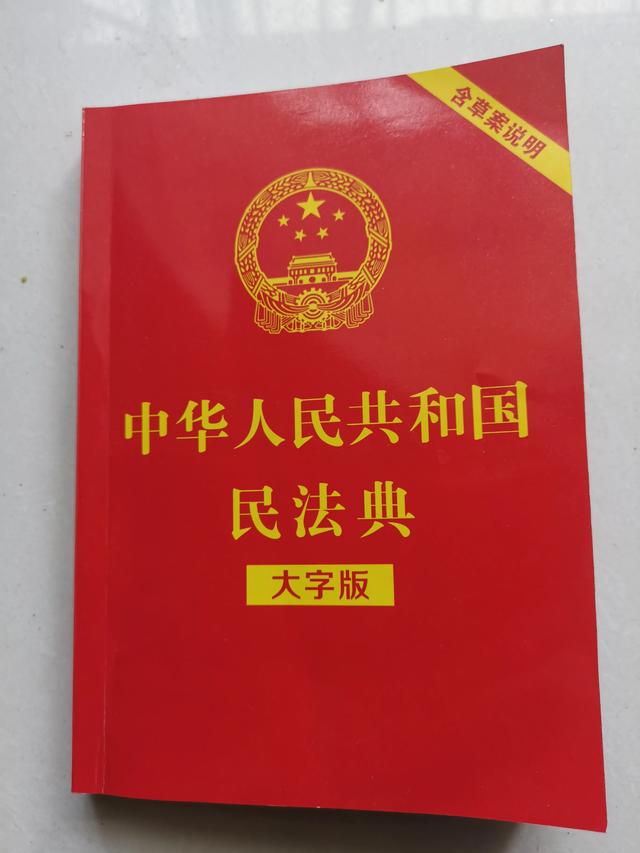 含草案说明
中华人民共和国
民法典
大字版